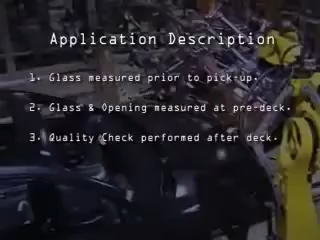 Application Description
1. Glass measured prior to pick-up.
2. Glass & Opening measured at pre-deck.
3. Quality Check performed after deck.